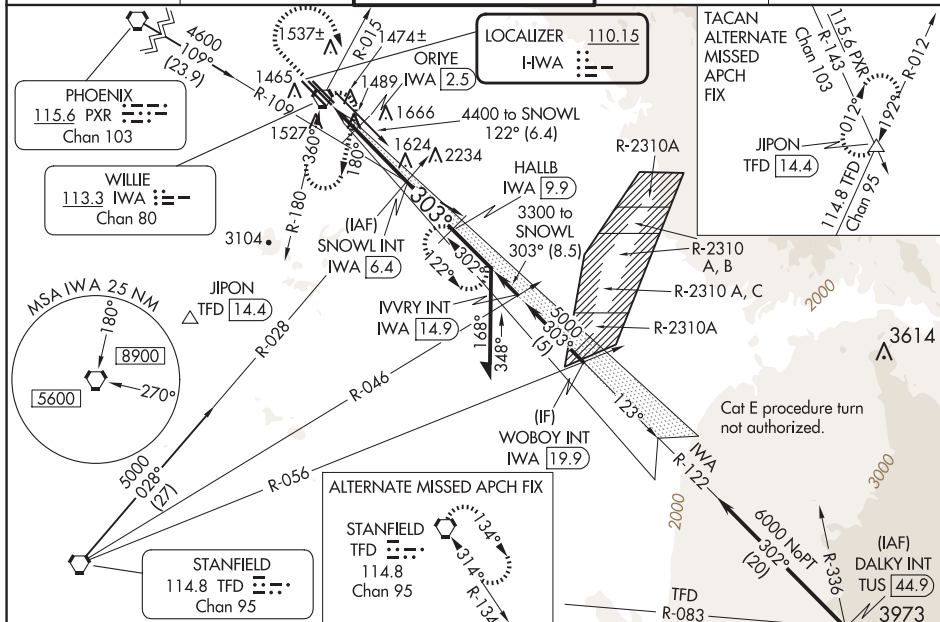 4600
109°
(23.9)
R-109
PHOENIX
115.6 PXR
Chan 103
WILLIE
113.3 IWA
Chan 80
1537±
R-015
1474±
1465
1489
1527
1666
1624
2234
ORIYE
IWA 2.5
LOCALIZER 110.15
I-IWA
4400 to SNOWL
122° (6.4)
360°
180°
R-180
3104
303°
(IAF)
SNOWL INT
IWA 6.4
HALLB
IWA 9.9
3300 to
SNOWL
303° (8.5)
302°
122°
IVVRY INT
IWA 14.9
168°
348°
5000
303°
(5)
(IF)
WOBOY INT
IWA 19.9
123°
R-2310A
R-2310
A, B
R-2310 A, C
R-2310A
TACAN
ALTERNATE
MISSED
APCH
FIX
115.6 PXR
R-143
Chan 103
R-012
012°
192°
JIPON
TFD 14.4
114.8 TFD
Chan 95
MSA IWA 25 NM
180°
8900
5600
270°
JIPON
TFD 14.4
R-028
R-046
R-056
5000
028°
(27)
STANFIELD
114.8 TFD
Chan 95
ALTERNATE MISSED APCH FIX
STANFIELD
TFD
114.8
Chan 95
134°
314°
R-134
2000
3614
Cat E procedure turn
not authorized.
3000
2000
IWA
R-122
6000 NoPT
302°
(20)
R-336
(IAF)
DALKY INT
TUS 44.9
3973
TFD
R-083